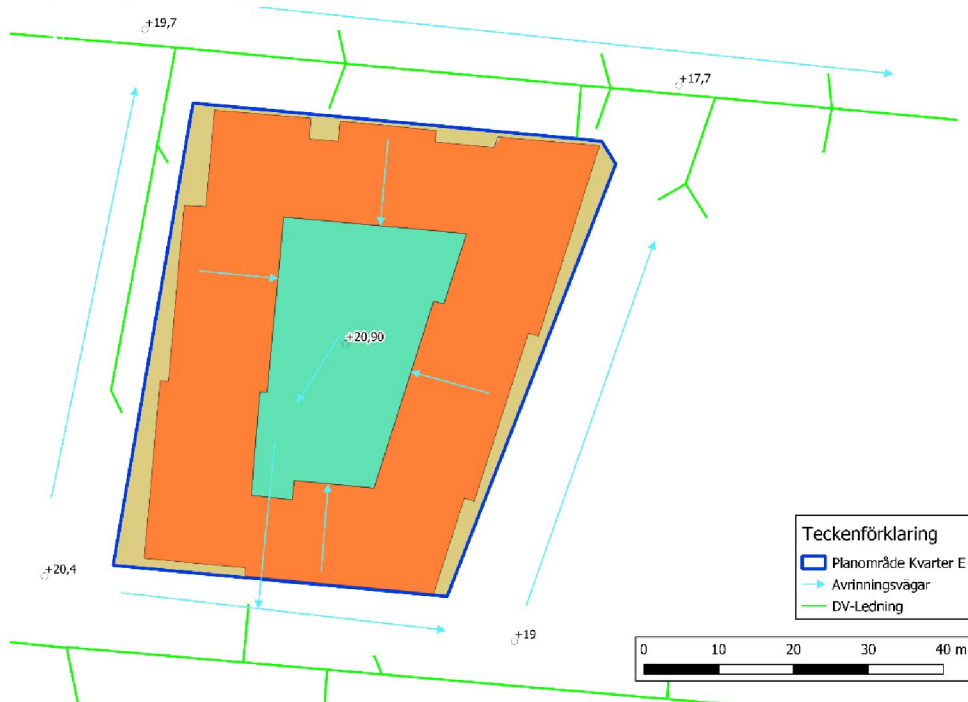 +19,7
+17,7
+20,90
+20,4
+19
Teckenförklaring
Planområde Kvarter E
Avrinningsvägar
DV-Ledning
0 10 20 30 40 m